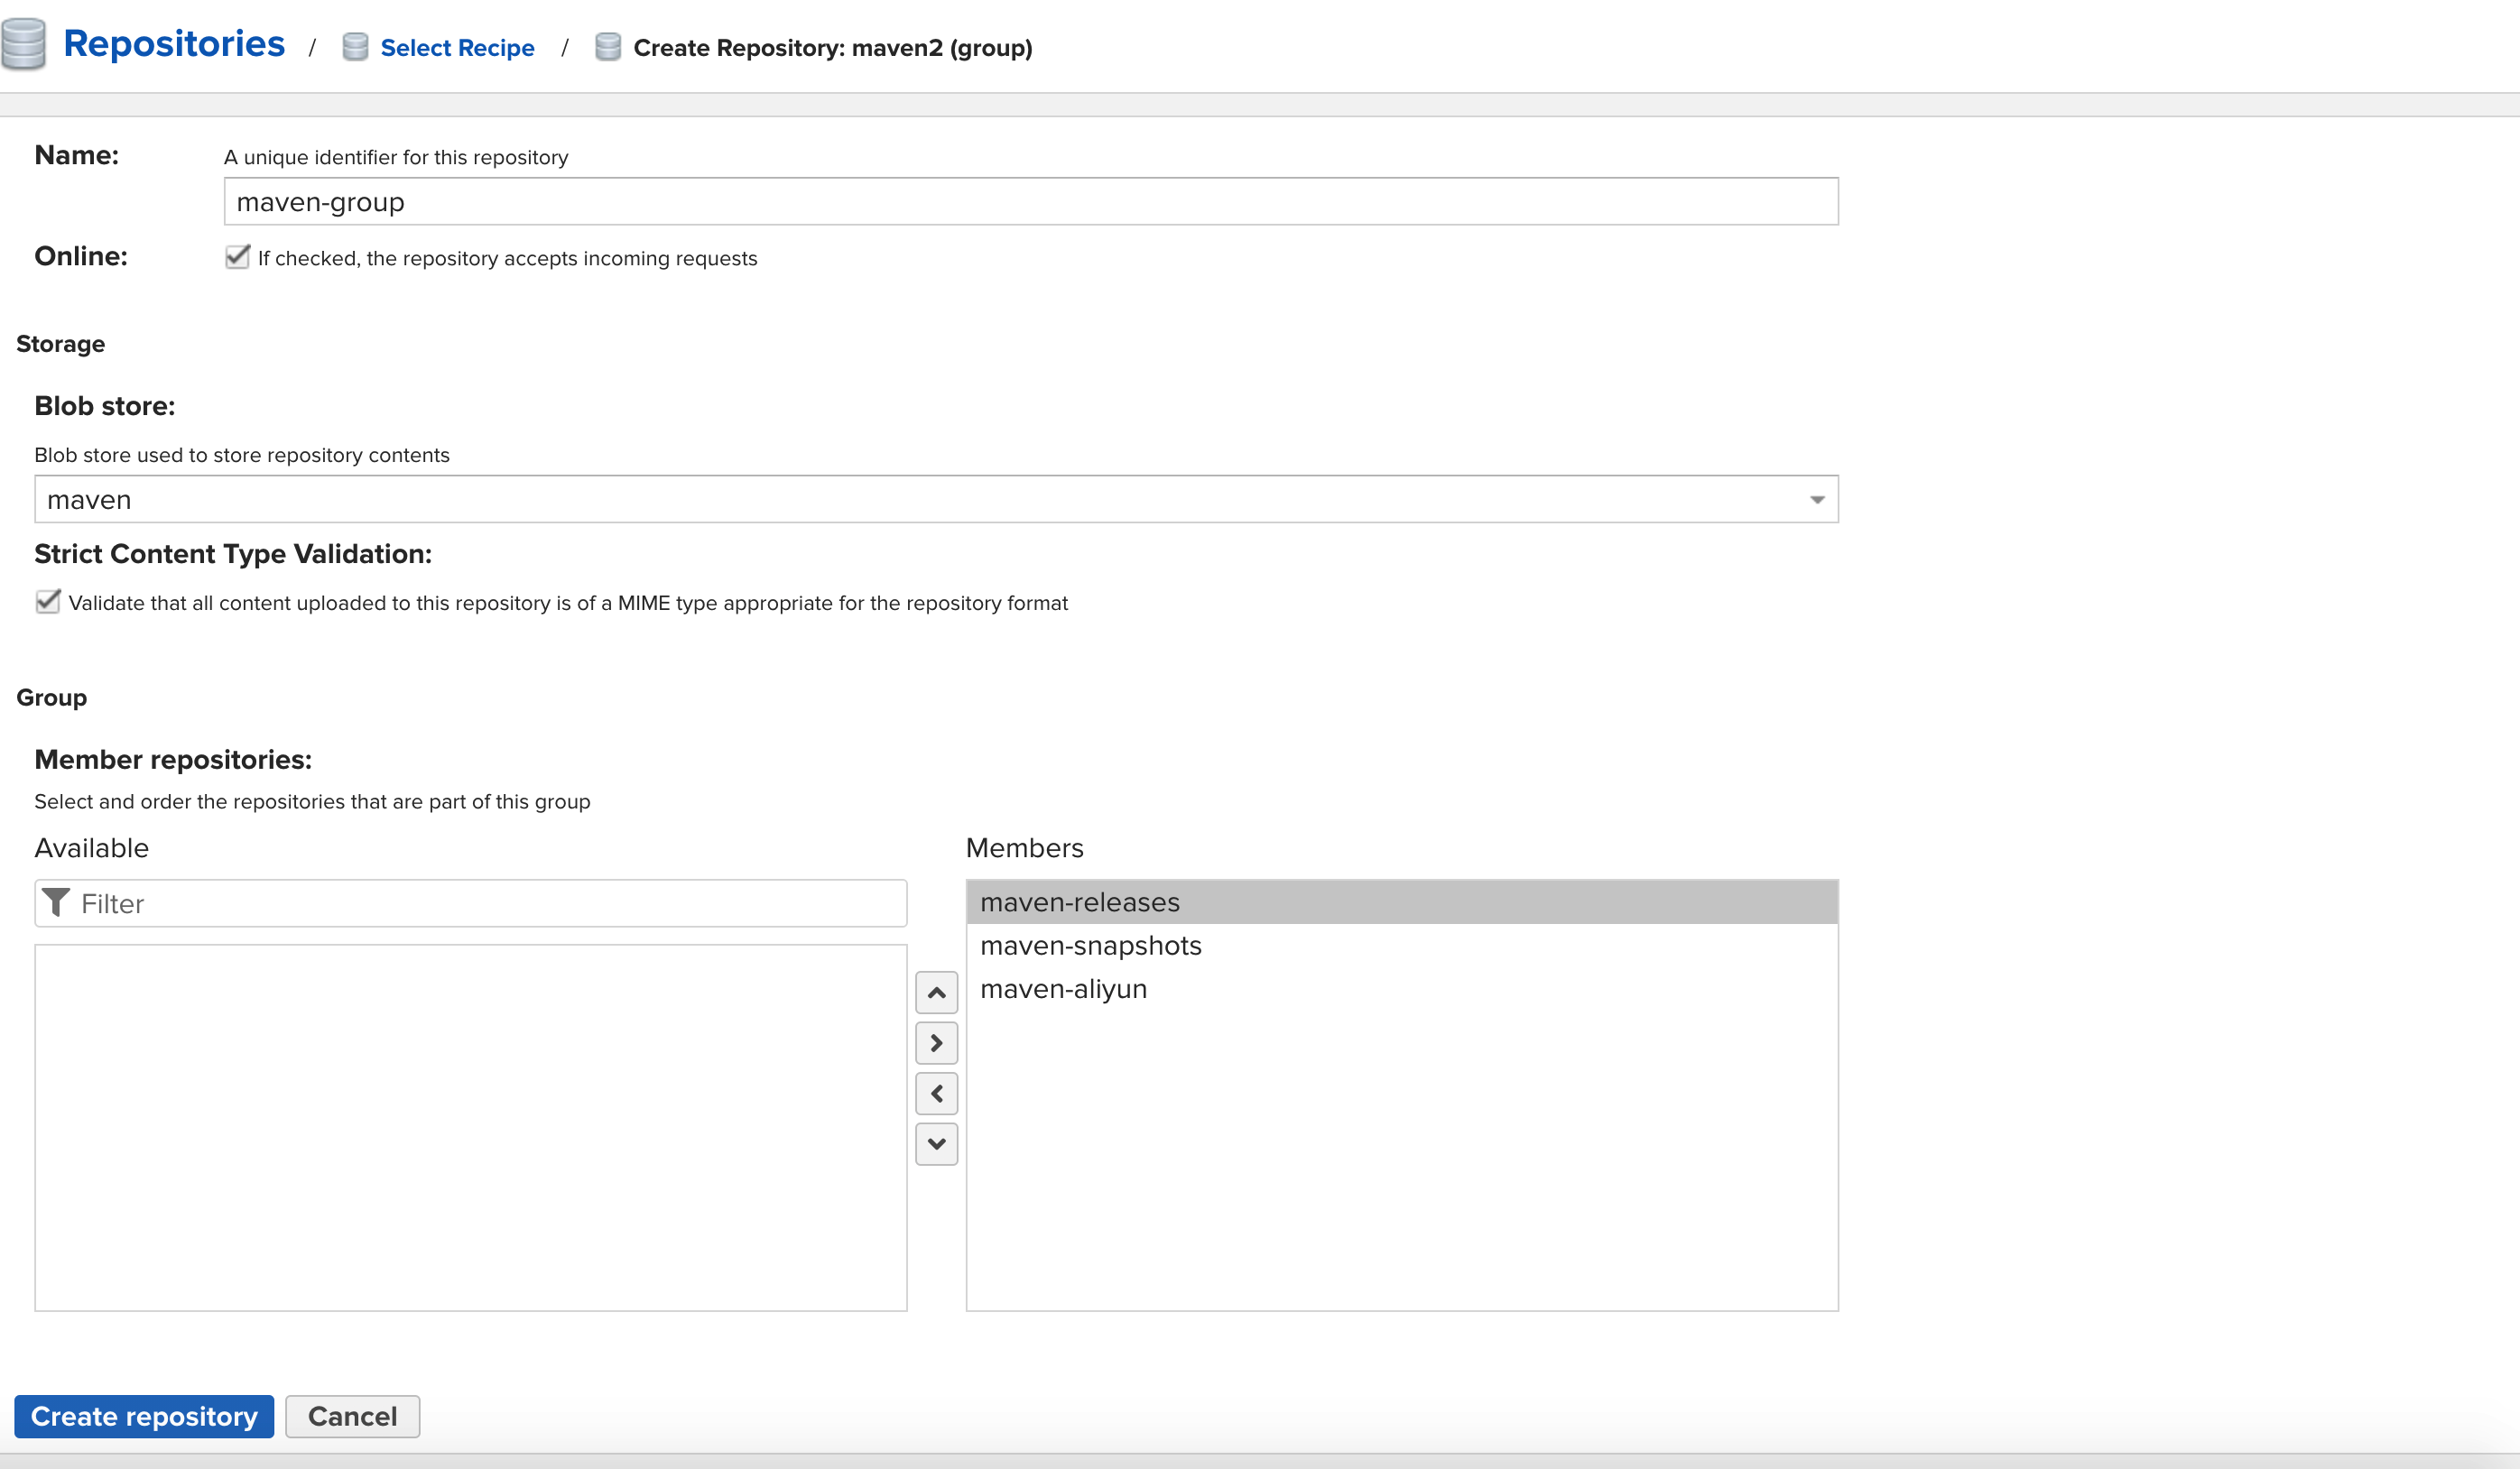 Repositories / Select Recipe / Create Repository: maven2 (group)
Name:
A unique identifier for this repository
maven-group
Online:
If checked, the repository accepts incoming requests
Storage
Blob store:
Blob store used to store repository contents
maven
Strict Content Type Validation:
Validate that all content uploaded to this repository is of a MIME type appropriate for the repository format
Group
Member repositories:
Select and order the repositories that are part of this group
Available
Filter
Members
maven-releases
maven-snapshots
maven-aliyun
Create repository
Cancel